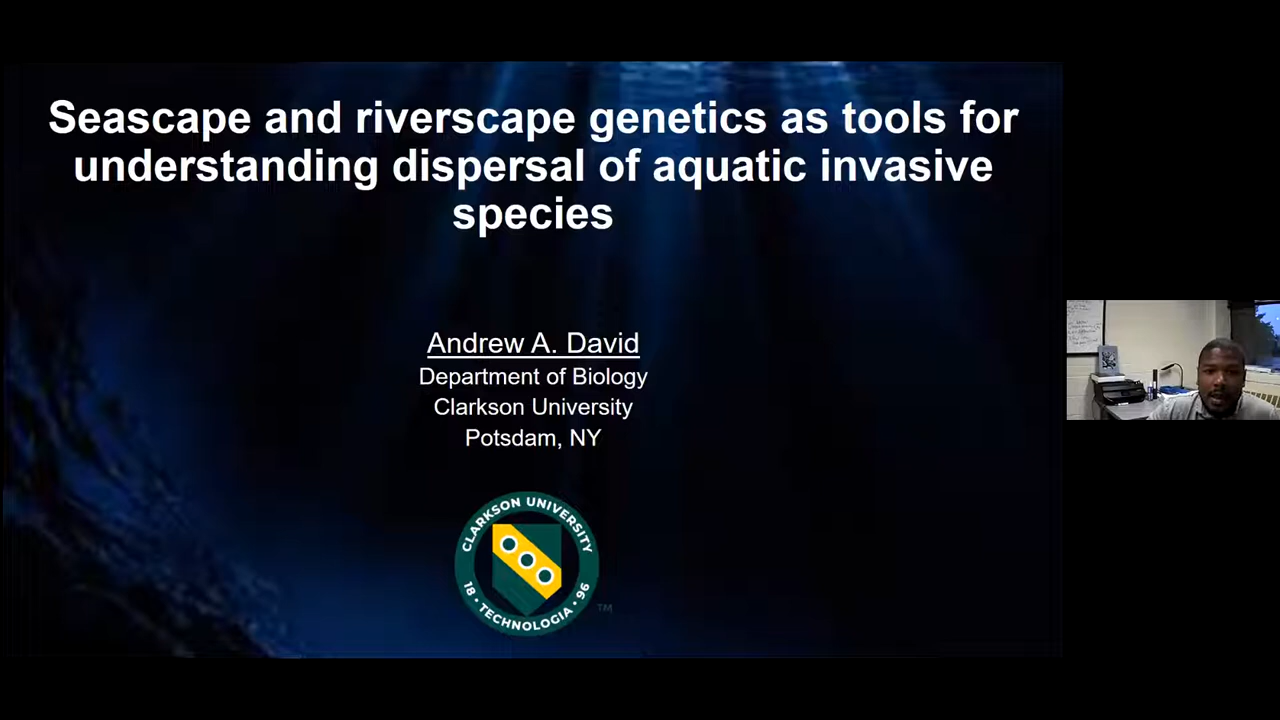 Seascape and riverscape genetics as tools for
understanding dispersal of aquatic invasive
species
Andrew A. David
Department of Biology
Clarkson University
Potsdam, NY
CLARKSON UNIVERSITY
18 • TECHNOLOGIA • 96
TM